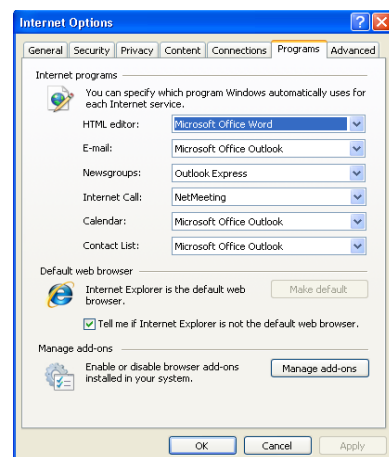 Internet Options
General Security Privacy Content Connections Programs Advanced
Internet programs
You can specify which program Windows automatically uses for
each Internet service.
HTML editor: Microsoft Office Word
E-mail: Microsoft Office Outlook
Newsgroups: Outlook Express
Internet Call: NetMeeting
Calendar: Microsoft Office Outlook
Contact List: Microsoft Office Outlook
Default web browser
Internet Explorer is the default web
browser.
Make default
Tell me if Internet Explorer is not the default web browser.
Manage add-ons
Enable or disable browser add-ons
installed in your system.
Manage add-ons
OK Cancel Apply